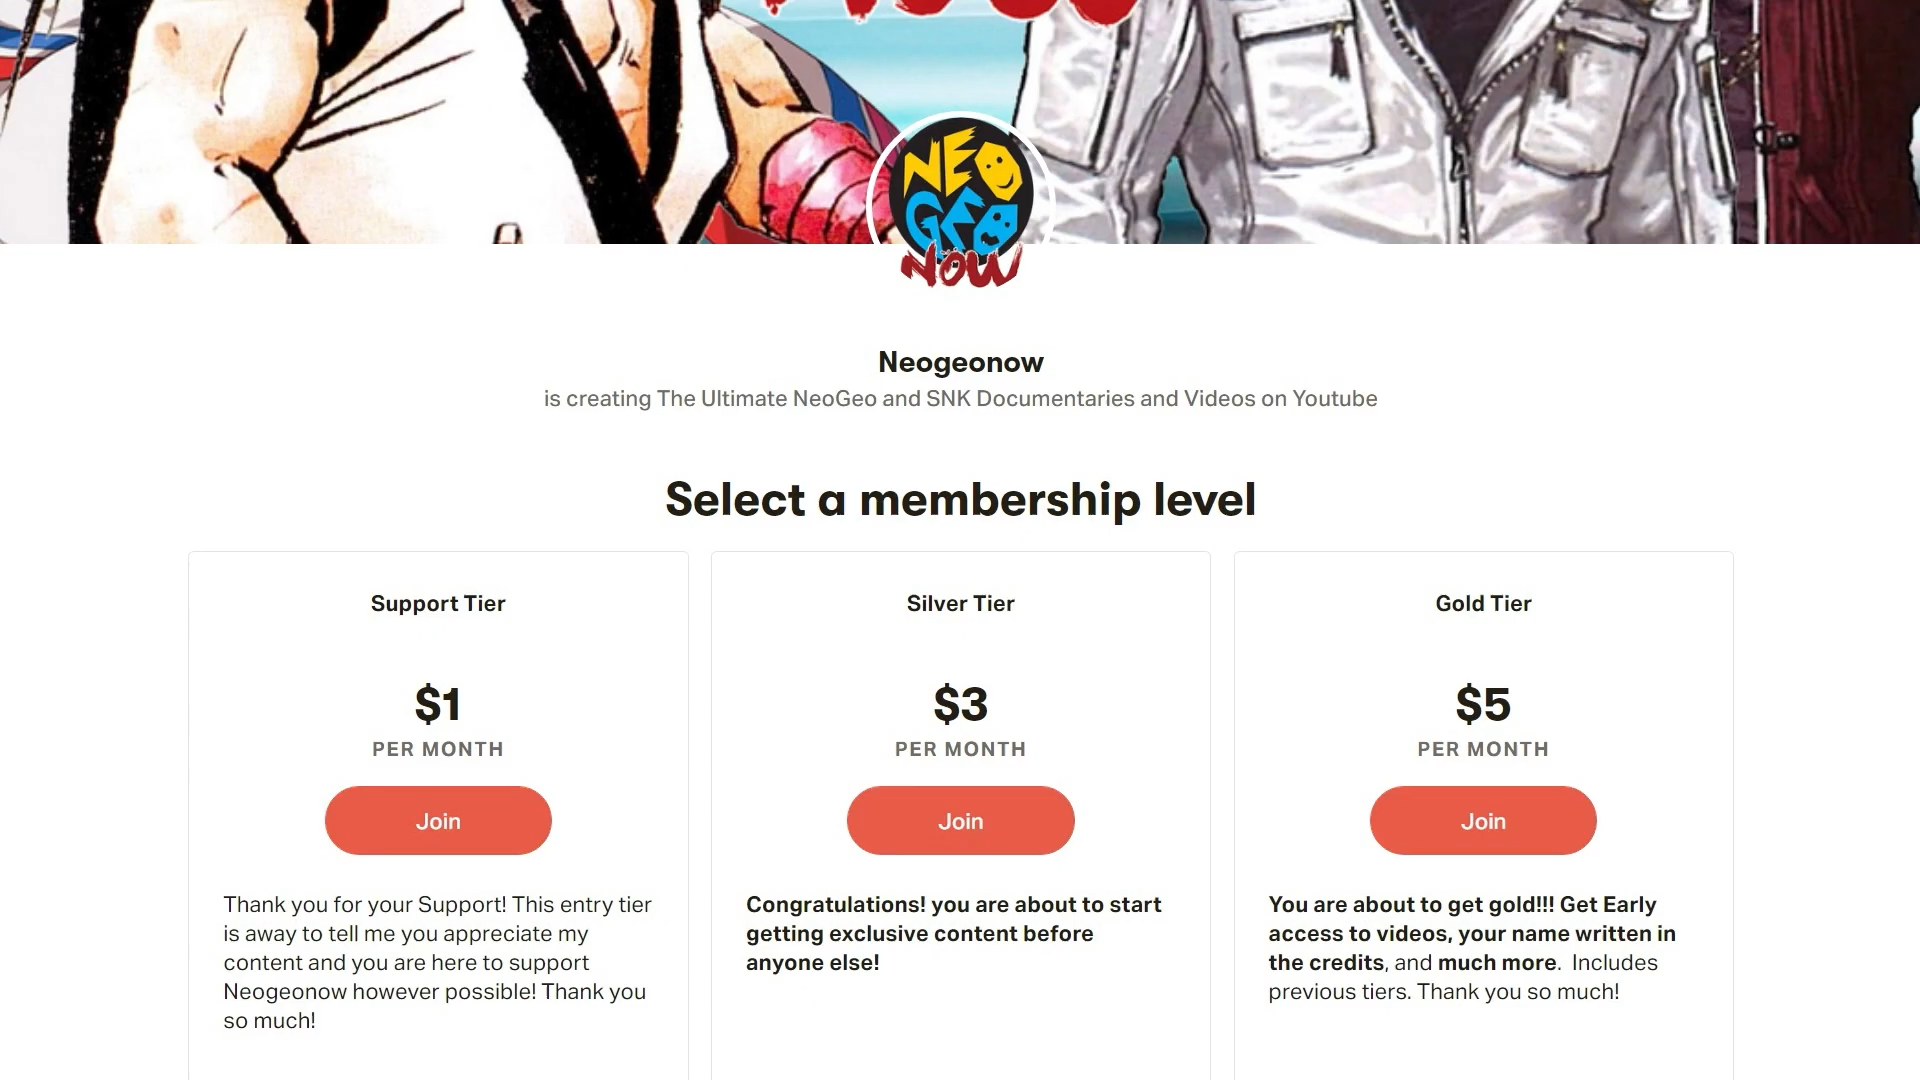 NEO
GEO
NOW
Neogeonow
is creating The Ultimate NeoGeo and SNK Documentaries and Videos on Youtube
Select a membership level
Support Tier
$1
PER MONTH
Join
Thank you for your Support! This entry tier
is away to tell me you appreciate my
content and you are here to support
Neogeonow however possible! Thank you
so much!
Silver Tier
$3
PER MONTH
Join
Congratulations! you are about to start
getting exclusive content before
anyone else!
Gold Tier
$5
PER MONTH
Join
You are about to get gold!!! Get Early
access to videos, your name written in
the credits, and much more.  Includes
previous tiers. Thank you so much!